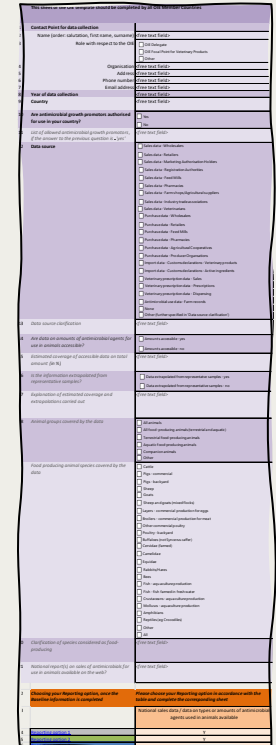 This sheet of the OIE template should be completed by all OIE Member Countries
Contact Point for data collection
Name (order: salutation, first name, surname) <free text field>
Role with respect to the OIE
OIE Delegate
OIE Focal Point for Veterinary Products
Other
Organisation <free text field>
Address <free text field>
Phone number <free text field>
Email address <free text field>
Year of data collection <free text field>
Country <free text field>
Are antimicrobial growth promotors authorised for use in your country?
Yes
No
List of allowed antimicrobial growth promotors, if the answer to the previous question is „yes" <free text field>
Data source
Sales data - Wholesalers
Sales data - Retailers
Sales data - Marketing Authorisation Holders
Sales data - Registration Authorities
Sales data - Feed Mills
Sales data - Pharmacies
Sales data - Farm shops/Agricultural suppliers
Sales data - Industry trade associations
Sales data - Veterinarians
Purchase data - Wholesalers
Purchase data - Retailers
Purchase data - Feed Mills
Purchase data - Pharmacies
Purchase data - Agricultural Cooperatives
Purchase data - Producer Organisations
Import data - Customs declarations - Veterinary products
Import data - Customs declarations - Active ingredients
Veterinary prescription data - Sales
Veterinary prescription data - Prescriptions
Veterinary prescription data - Dispensing
Antimicrobial use data - Farm records
None
Other (further specified in 'Data source clarification')
Data source clarification <free text field>
Are data on amounts of antimicrobial agents for use in animals accessible?
Amounts accessible - yes
Amounts accessible - no
Estimated coverage of accessible data on total amount (in %) <free text field>
Is the information extrapolated from representative samples?
Data extrapolated from representative samples - yes
Data extrapolated from representative samples - no
Explanation of estimated coverage and extrapolations carried out <free text field>
Animal groups covered by the data
All animals
All food-producing animals (terrestrial and aquatic)
Terrestrial food-producing animals
Aquatic food-producing animals
Companion animals
Other
Food producing animal species covered by the data
Cattle
Pigs - commercial
Pigs - backyard
Sheep
Goats
Sheep and goats (mixed flocks)
Layers - commercial production for eggs
Broilers - commercial production for meat
Other commercial poultry
Poultry - backyard
Buffaloes (not Syncerus caffer)
Cervidae (farmed)
Camelidae
Equidae
Rabbits/Hares
Bees
Fish - aquaculture production
Crustaceans - aquaculture production
Molluscs - aquaculture production
Amphibians
Reptiles (eg Crocodiles)
Other
All
Clarification of species considered as food producing <free text field>
National report(s) on sales of antimicrobials for use in animals available on the web? <free text field>
Choosing your Reporting option, once the Baseline information is completed
Please choose your Reporting option in accordance with the table and complete the corresponding sheet
National sales data / data on types or amounts of antimicrobial agents used in animals available
Reporting option 1 Y
Reporting option 2 Y